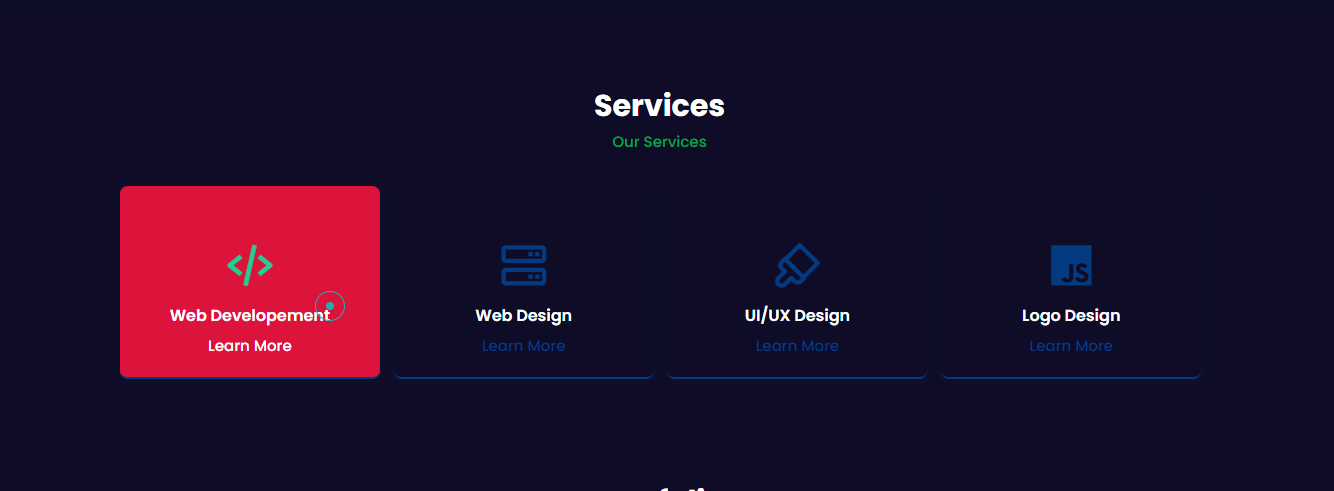 Services
Our Services
Web Developement
Learn More
Web Design
Learn More
UI/UX Design
Learn More
JS
Logo Design
Learn More